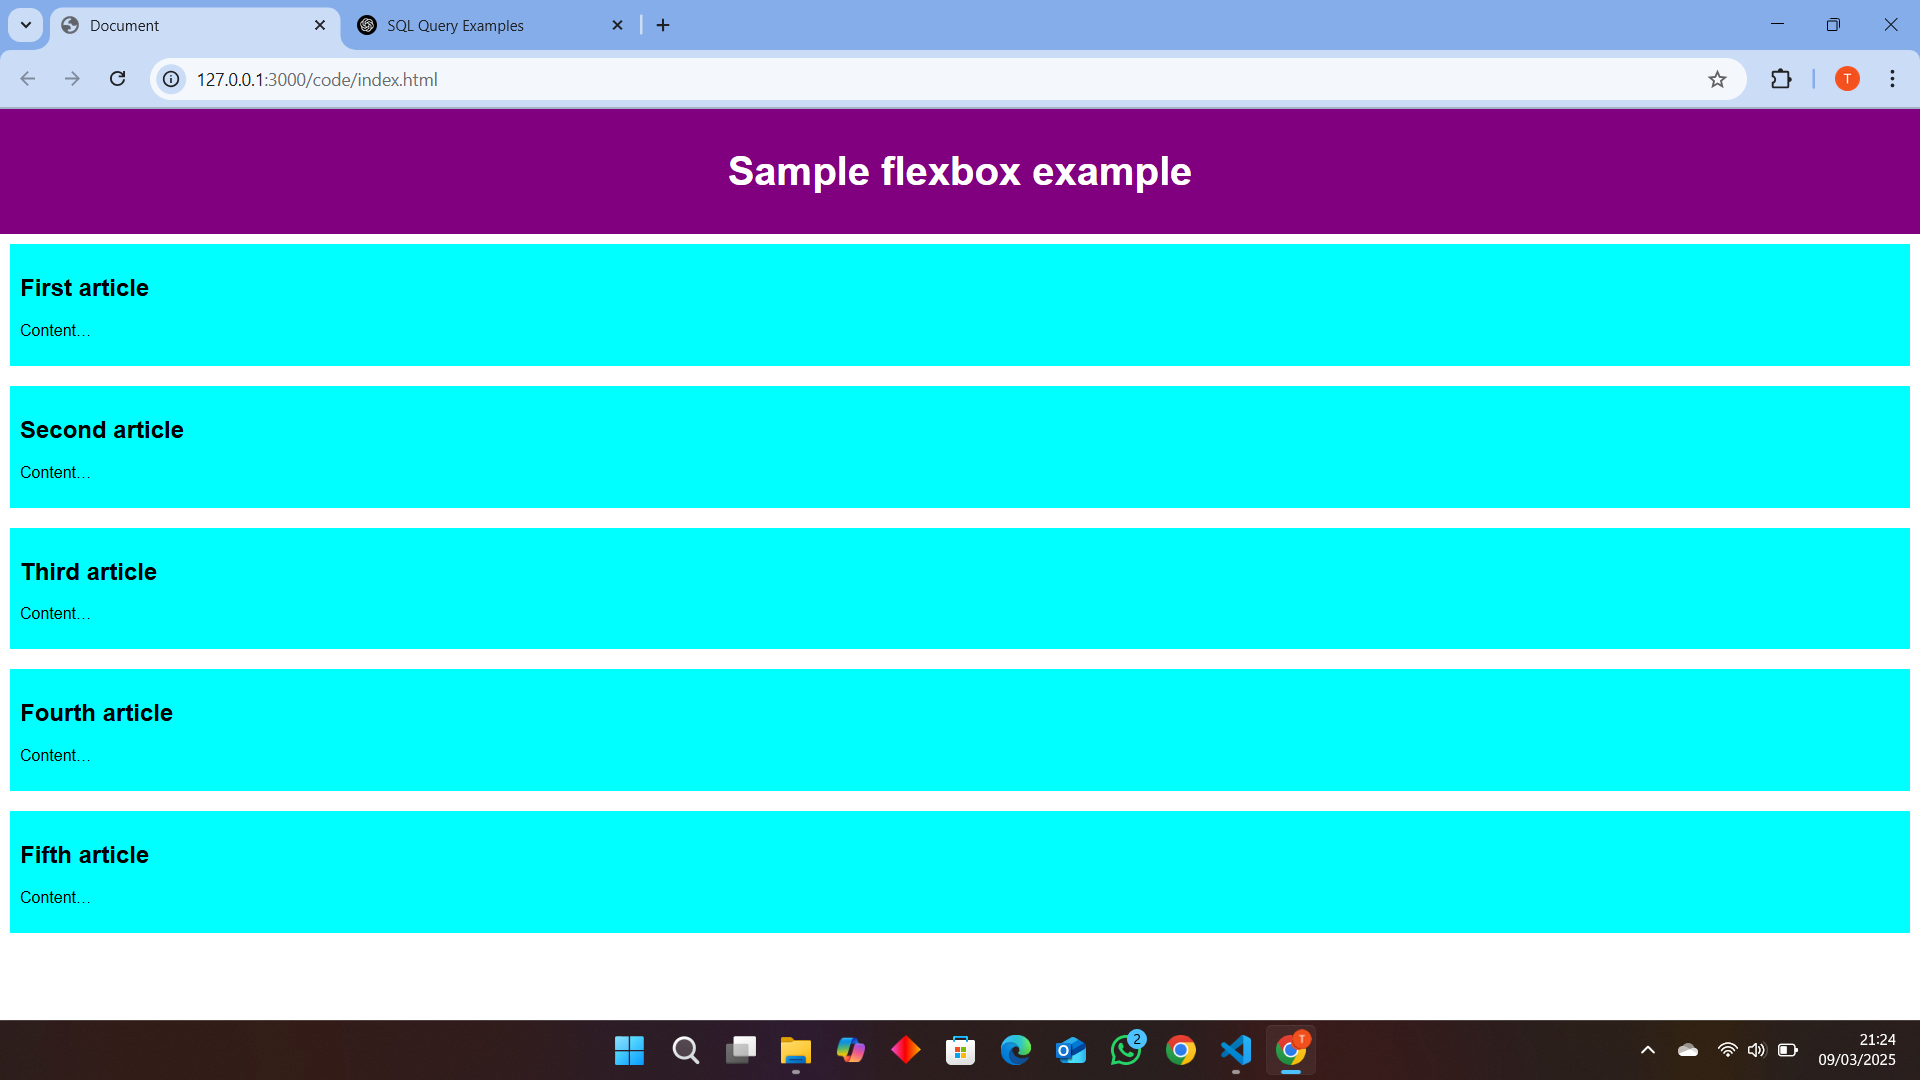 Document
SQL Query Examples
127.0.0.1:3000/code/index.html
T
Sample flexbox example
First article
Content…
Second article
Content…
Third article
Content…
Fourth article
Content…
Fifth article
Content…
2
T
21:24
09/03/2025